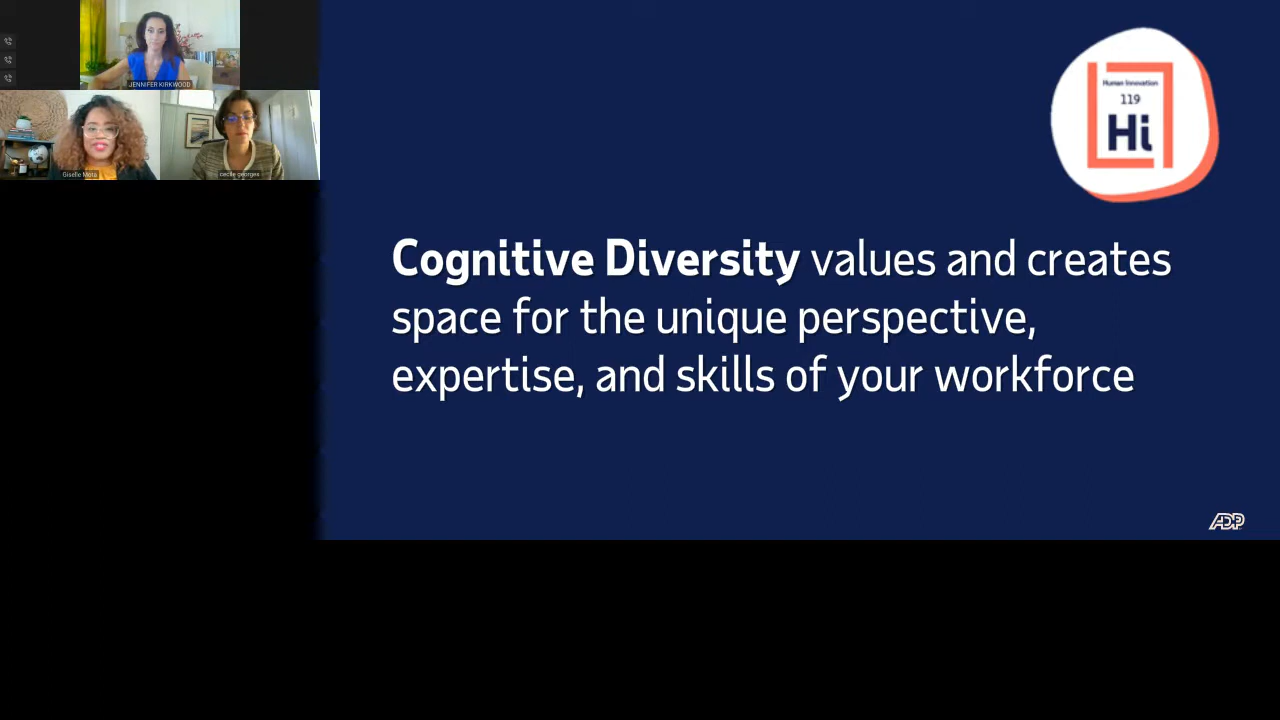 JENNIFER KIRKWOOD
Giselle Mota
cecile georges
Human Innovation
119
Hi
Cognitive Diversity values and creates
space for the unique perspective,
expertise, and skills of your workforce
ADP